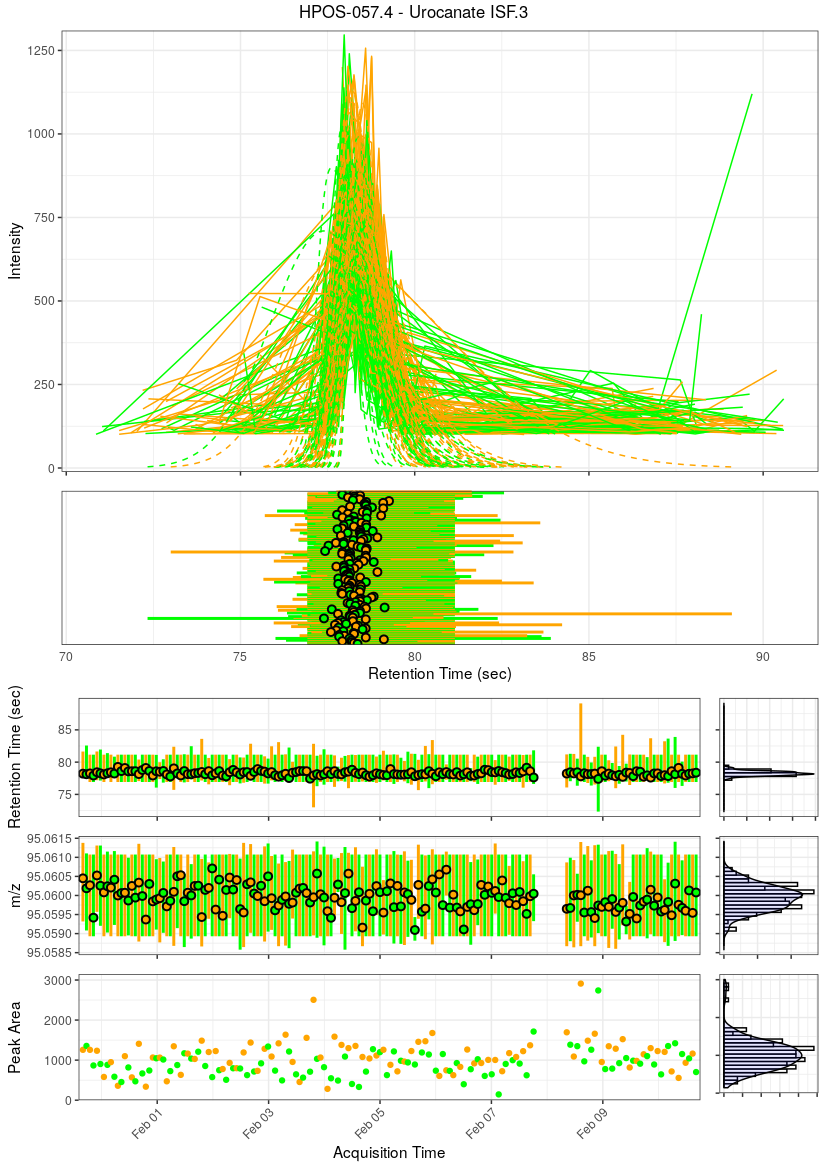 HPOS-057.4 - Urocanate ISF.3
1250
1000
750
500
250
0
Intensity
70 75 80 85 90
Retention Time (sec)
85
80
75
Retention Time (sec)
95.0615
95.0610
95.0605
95.0600
95.0595
95.0590
95.0585
m/z
3000
2000
1000
0
Peak Area
Feb 01 Feb 03 Feb 05 Feb 07 Feb 09
Acquisition Time